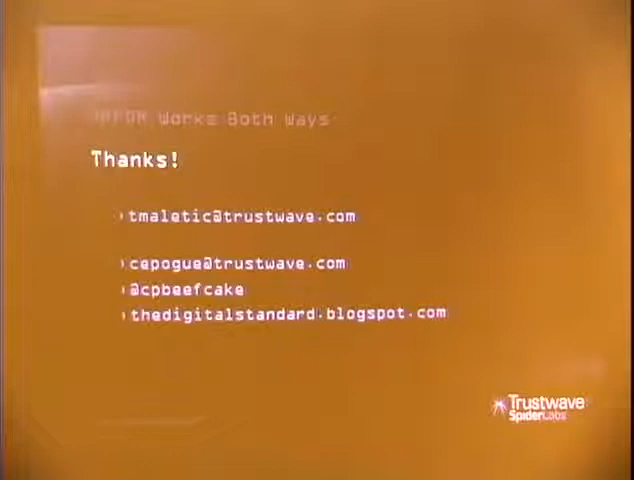 Works Both Ways
Thanks!
tmaletic@trustwave.com
cepogue@trustwave.com
@cpbeefcake
thedigitalstandard.blogspot.com
Trustwave
SpiderLabs